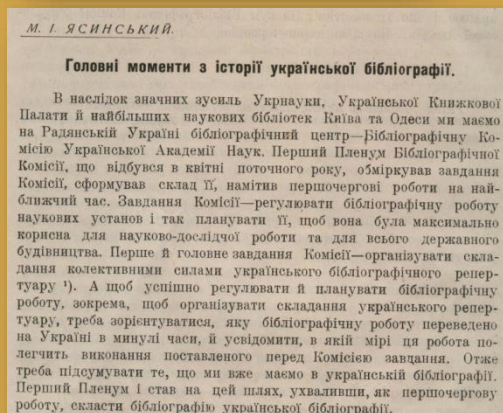 М. І. ЯСИНСЬКИЙ.
Головні моменти з історії української бібліографії.
В наслідок значних зусиль Укрнауки, Української Книжкової
Палати й найбільших наукових бібліотек Київа та Одеси ми маємо
на Радянській Україні бібліографічний центр—Бібліографічну Ко-
місію Української Академії Наук. Перший Пленум Бібліографічної
Комісії, що відбувся в квітні поточного року, обміркував завдання
Комісії, сформував склад її, намітив першочергові роботи на най-
ближчий час. Завдання Комісії—регулювати бібліографічну роботу
наукових установ і так планувати її, щоб вона була максимально
корисна для науково-дослідчої роботи та для всього державного
будівництва. Перше й головне завдання Комісії—організувати скла-
дання колективними силами українського бібліографічного репер-
туару ¹). А щоб успішно регулювати й планувати бібліографічну
роботу, зокрема, щоб організувати складання українського репер-
туару, треба зорієнтуватися, яку бібліографічну роботу переведено
на Україні в минулі часи, й усвідомити, в якій мірі ця робота по-
легчить виконання поставленого перед Комісією завдання. Отже
треба підсумувати те, що ми вже маємо в українській бібліографії.
Перший Пленум і став на цей шлях, ухваливши, як першочергову
роботу, скласти бібліографію української бібліографії.